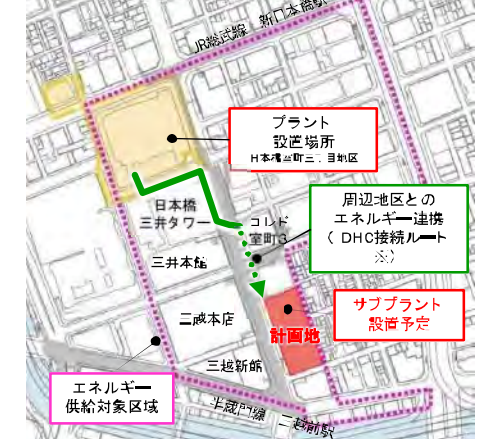 JR総武線 新日本橋駅
プラント
設置場所
日本橋室町三丁目地区
周辺地区との
エネルギー連携
（DHC接続ルート
※）
日本橋
三井タワー
コレド
室町3
三井本館
サブプラント
設置予定
三越本店
計画地
三越新館
エネルギー
供給対象区域
半蔵門線 三越前駅